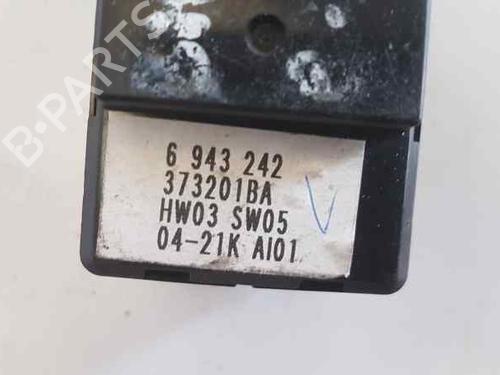 B-PARTS
6 943 242
373201BA
HW03 SW05
04-21K AI01